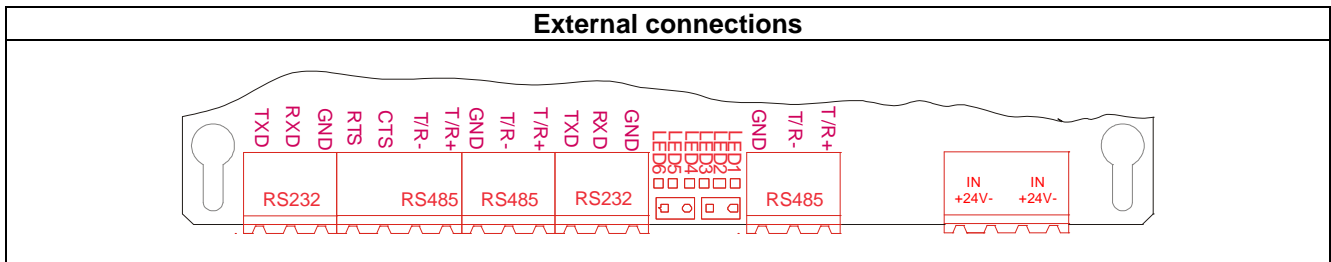 External connections
TXD RXD GND RTS CTS T/R- T/R+ GND T/R- T/R+ TXD RXD GND LED6 LED5 LED4 LED3 LED2 LED1 GND T/R- T/R+
RS232 RS485 RS485 RS232 RS485
IN IN
+24V- +24V-